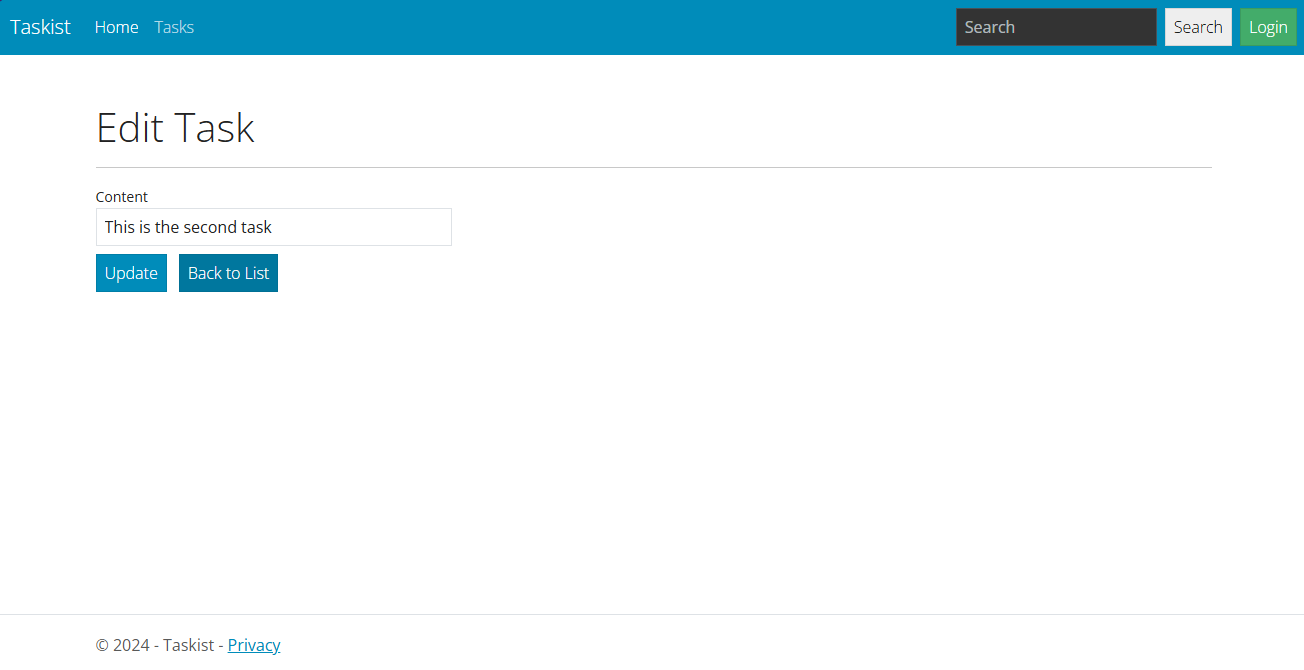 Taskist Home Tasks Search Search Login
Edit Task
Content
This is the second task
Update Back to List
© 2024 - Taskist - Privacy